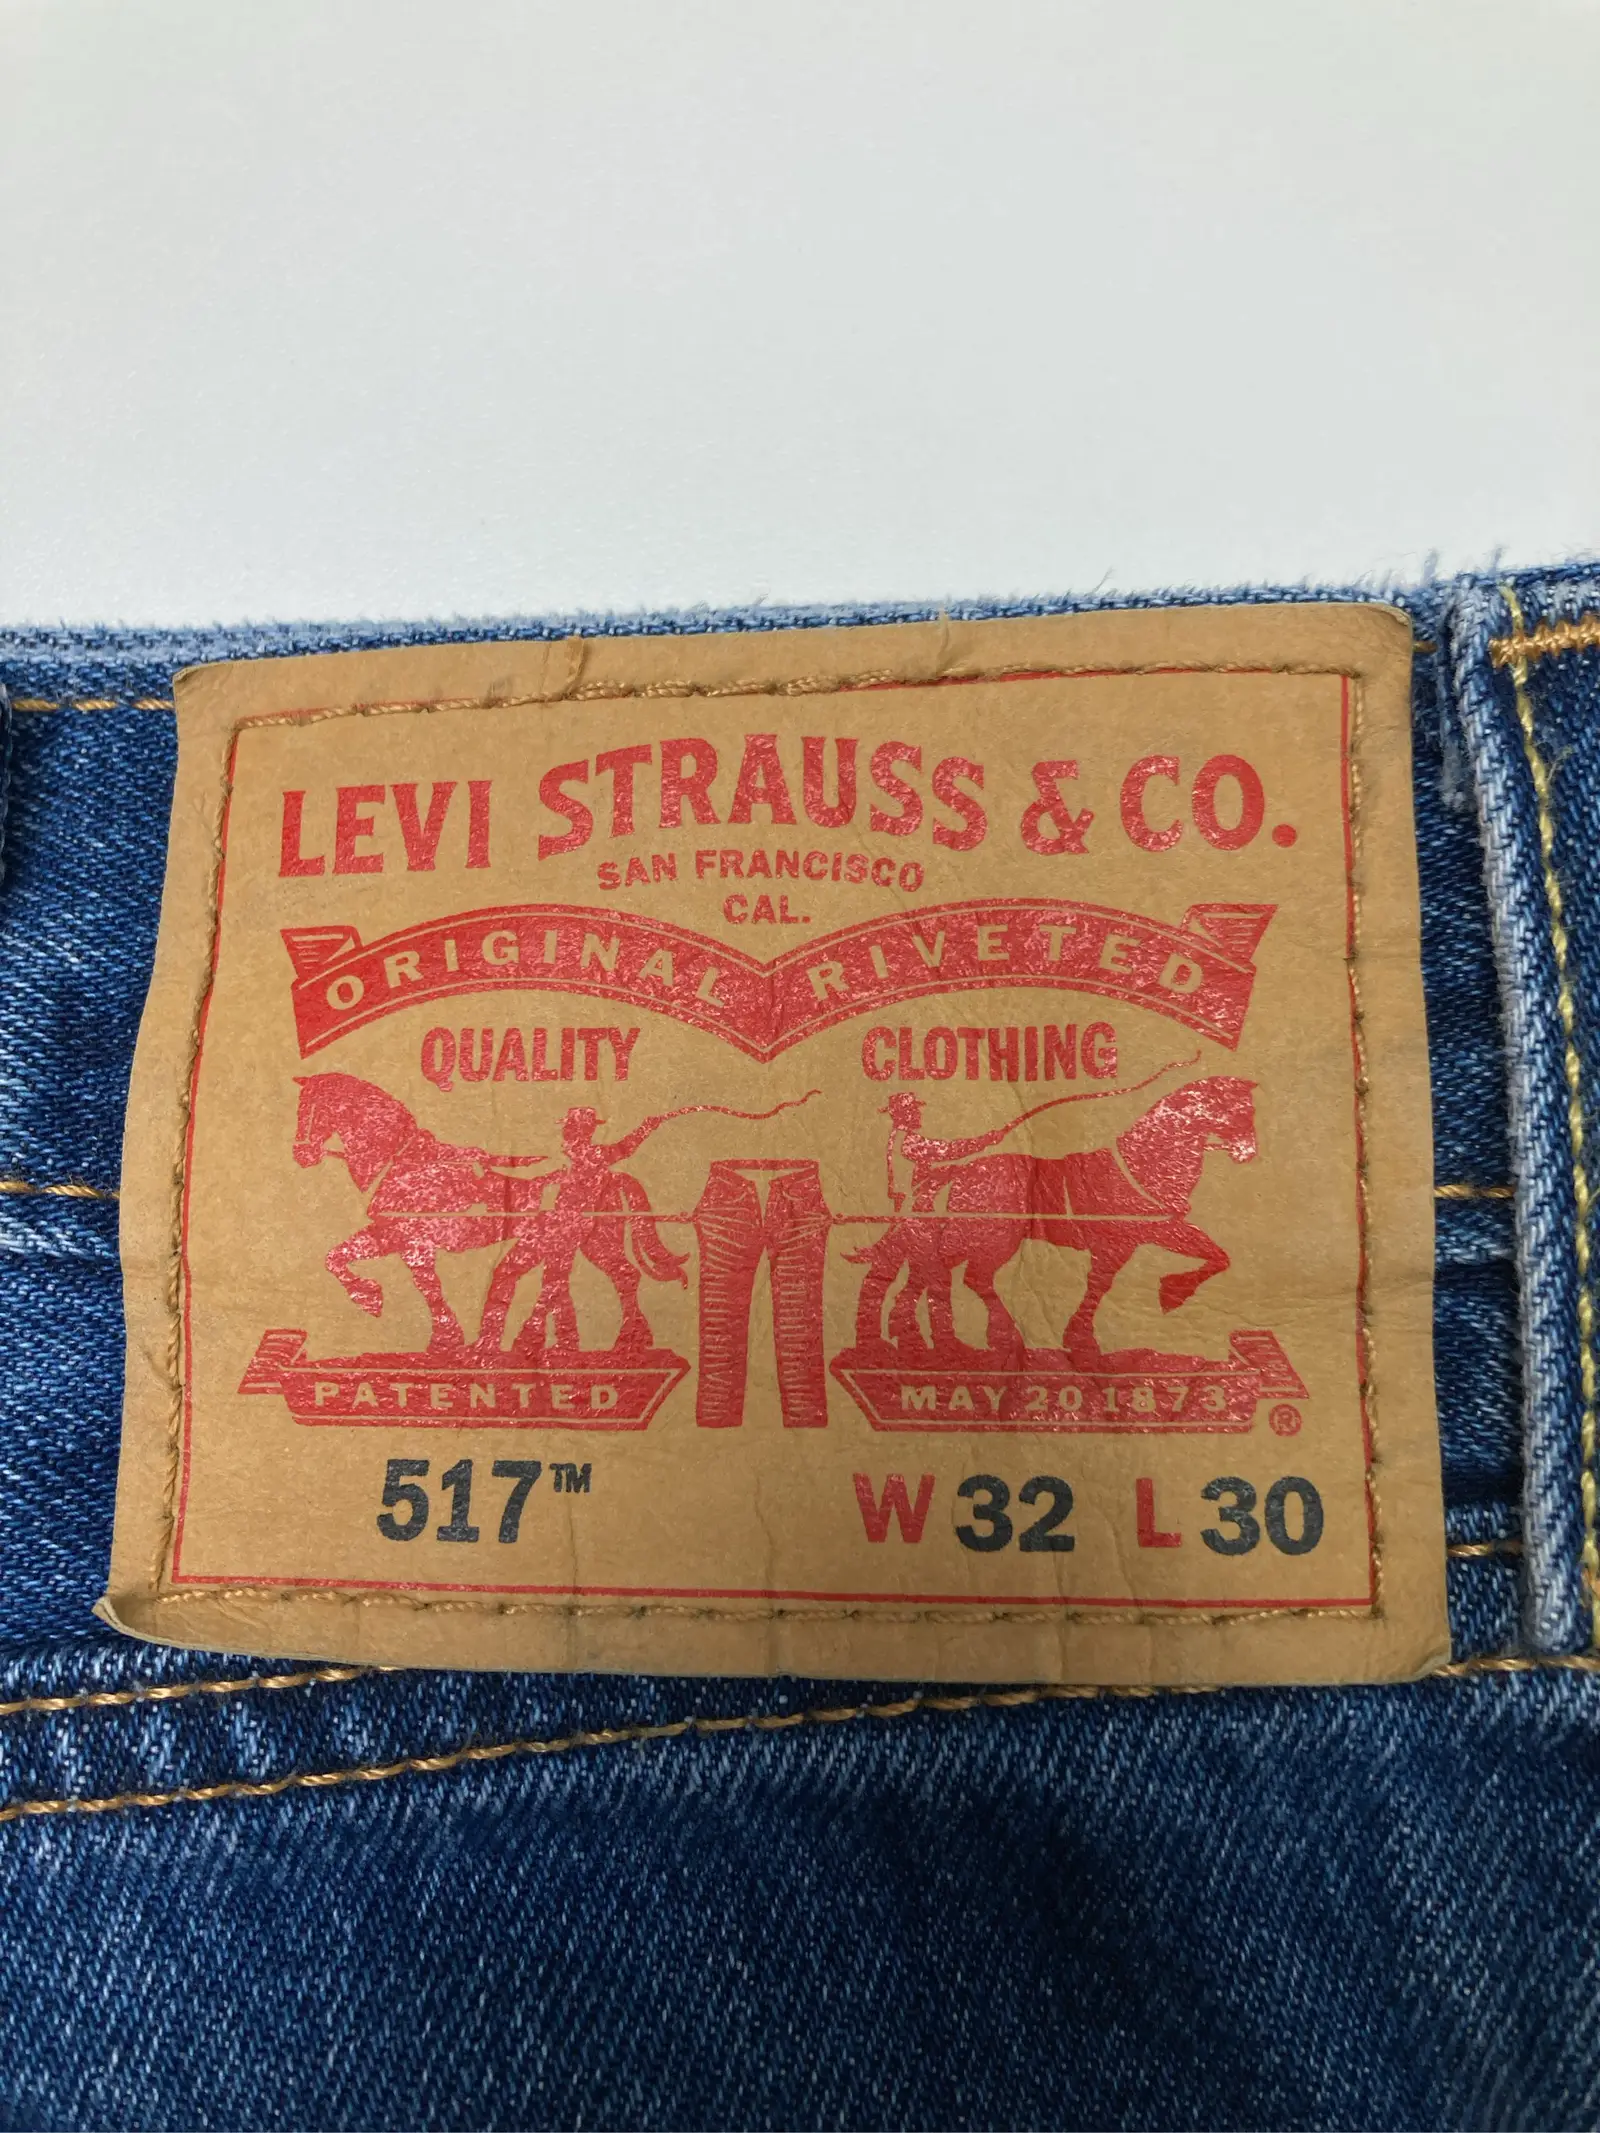 LEVI STRAUSS & CO.
SAN FRANCISCO
CAL.
ORIGINAL RIVETED
QUALITY CLOTHING
PATENTED MAY 20 1873 ®
517™ W 32 L 30